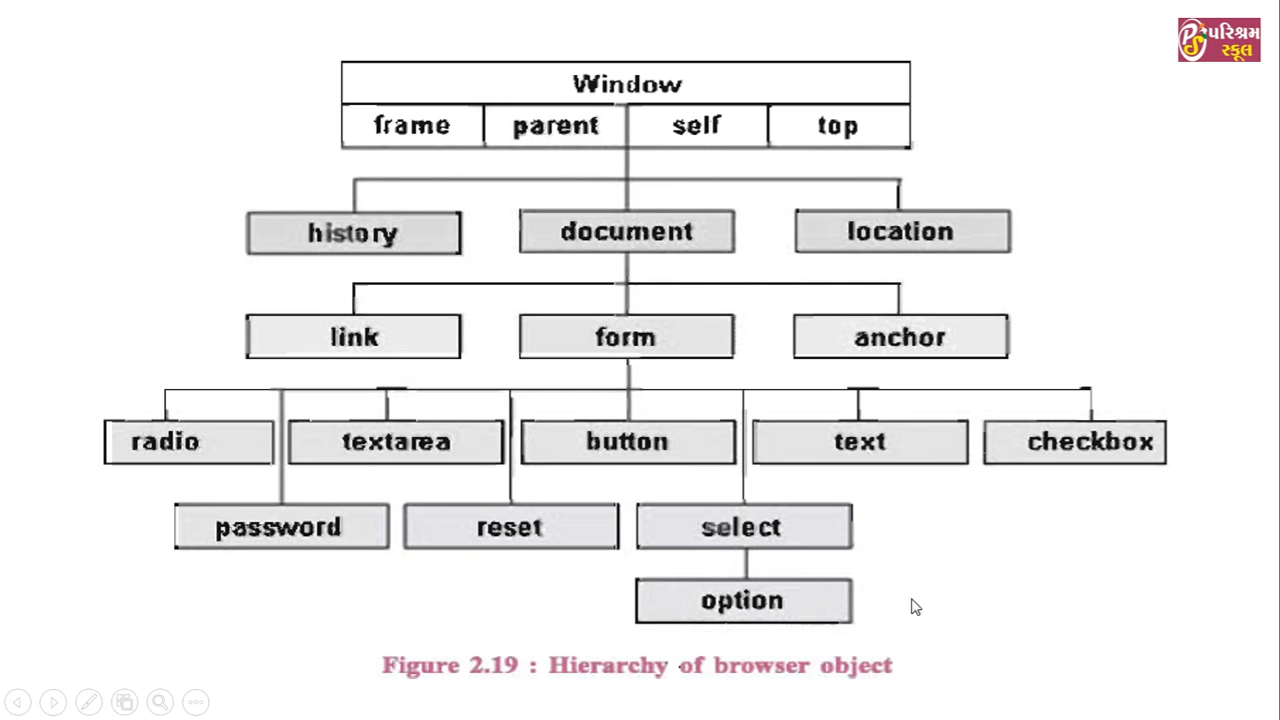 પરિશ્રમ
સ્કૂલ
Window
frame parent self top
history document location
link form anchor
radio textarea button text checkbox
password reset select
option
Figure 2.19 : Hierarchy of browser object